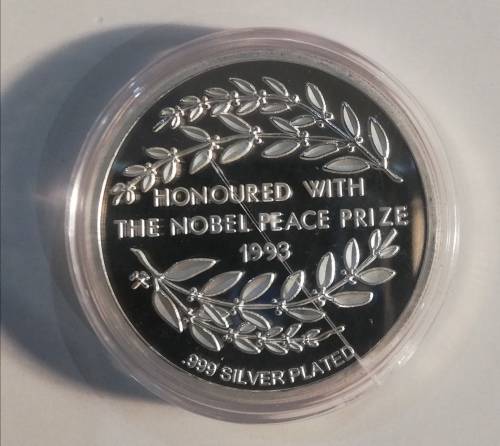 HONOURED WITH
THE NOBEL PEACE PRIZE
1993
.999 SILVER PLATED